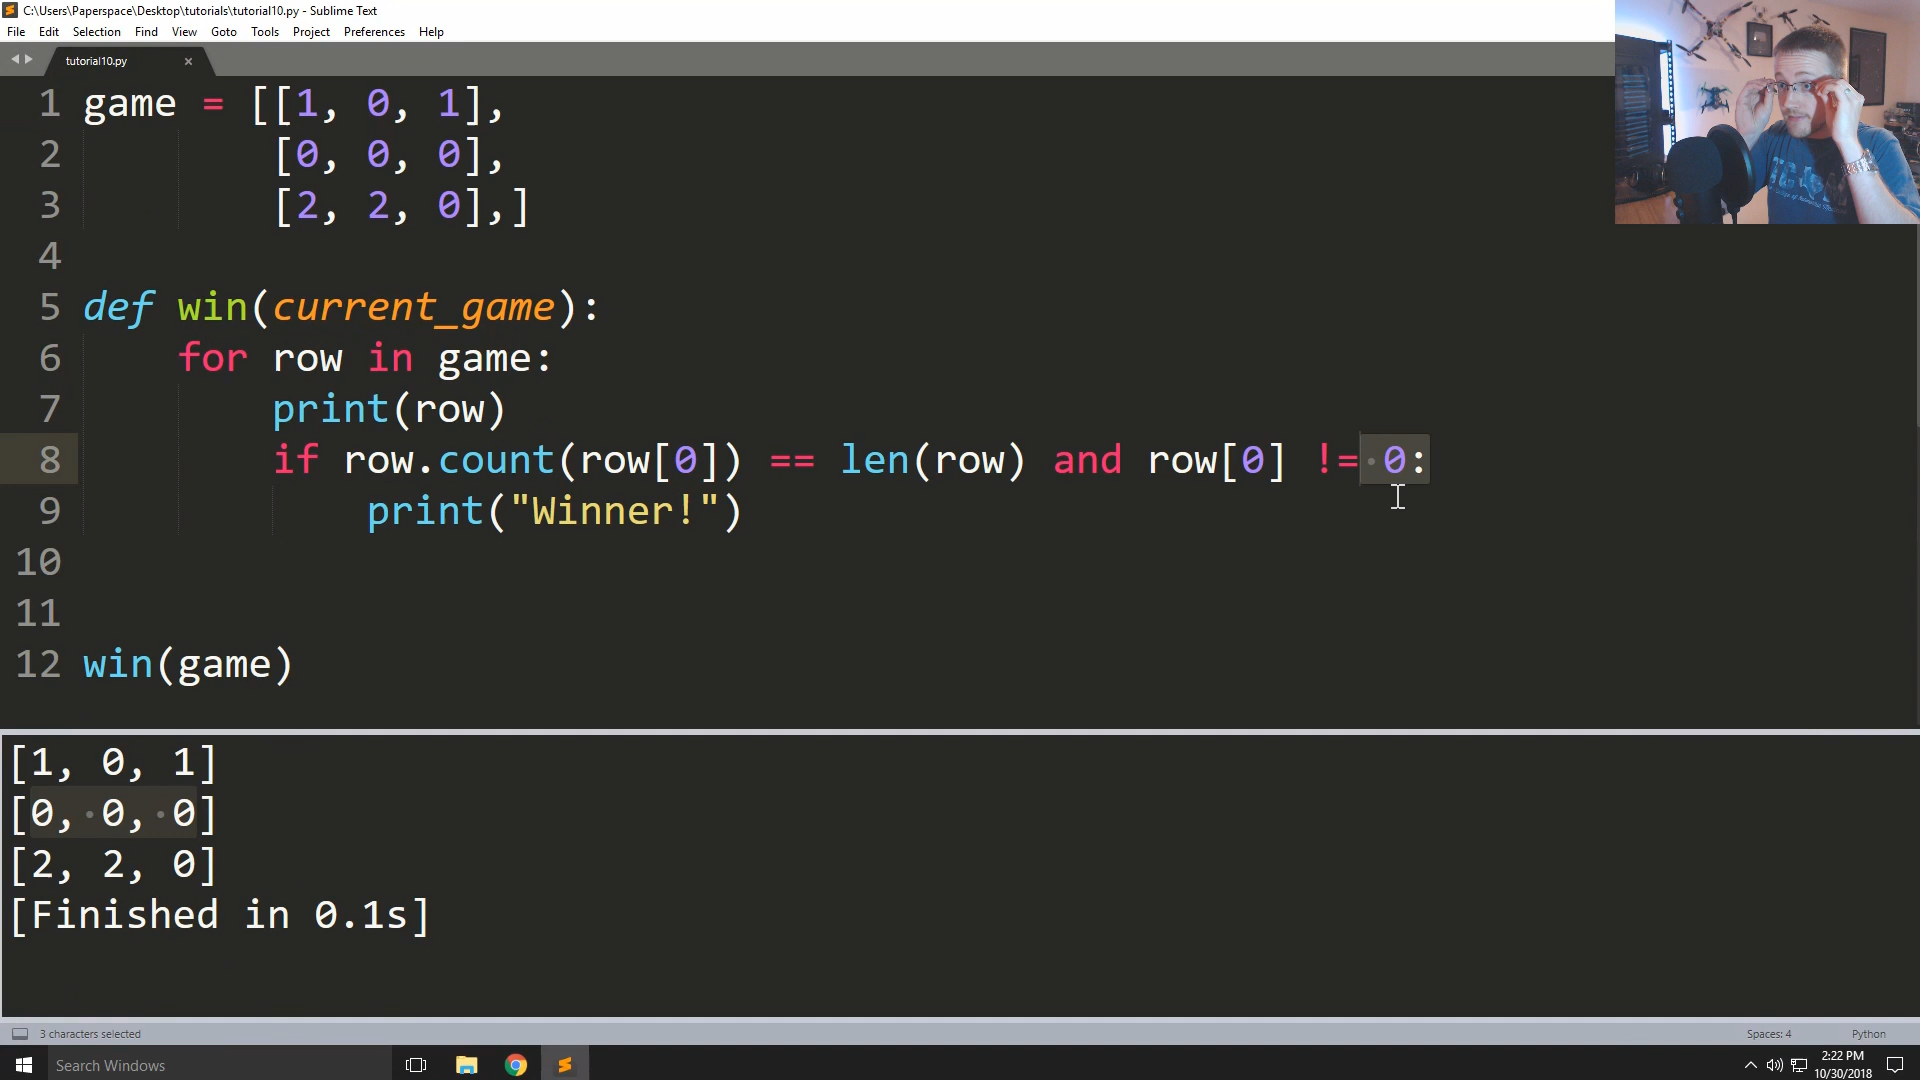 C:\Users\Paperspace\Desktop\tutorials\tutorial10.py - Sublime Text
File Edit Selection Find View Goto Tools Project Preferences Help
tutorial10.py ×
1 game = [[1, 0, 1],
2 [0, 0, 0],
3 [2, 2, 0],]
4
5 def win(current_game):
6 for row in game:
7 print(row)
8 if row.count(row[0]) == len(row) and row[0] != 0:
9 print("Winner!")
10
11
12 win(game)
[1, 0, 1]
[0, 0, 0]
[2, 2, 0]
[Finished in 0.1s]
3 characters selected
Spaces: 4
Python
Search Windows
2:22 PM
10/30/2018